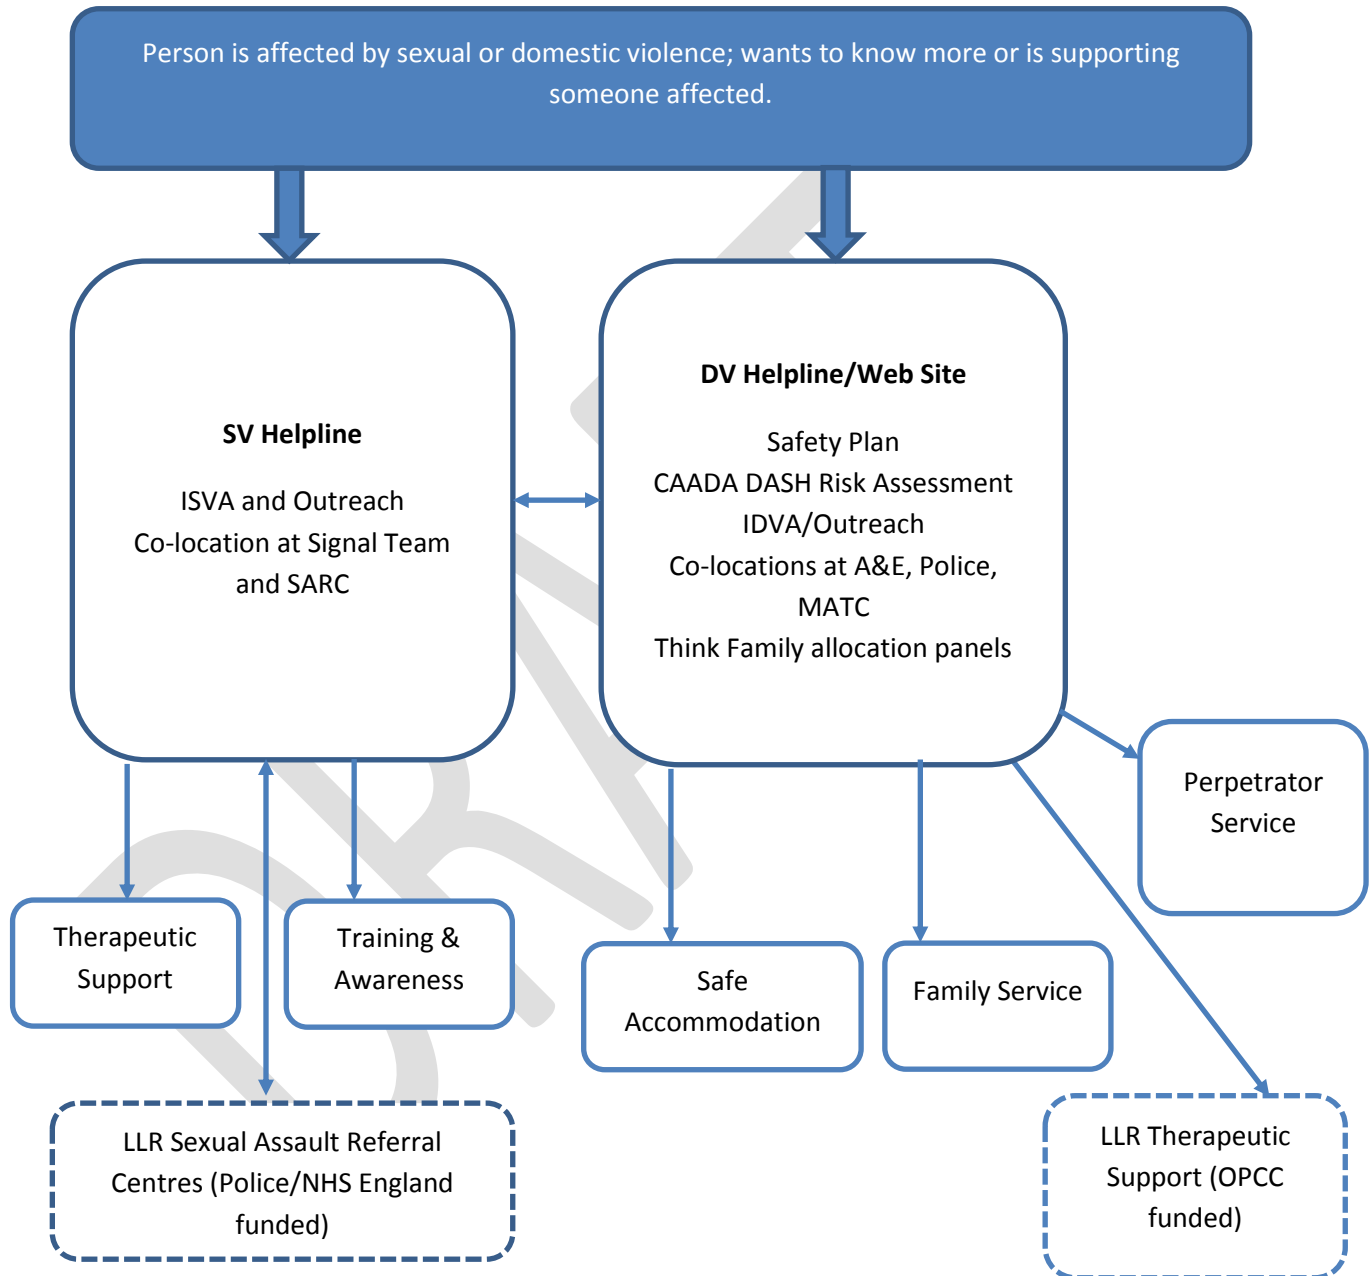 Person is affected by sexual or domestic violence; wants to know more or is supporting
someone affected.
SV Helpline
ISVA and Outreach
Co-location at Signal Team
and SARC
DV Helpline/Web Site
Safety Plan
CAADA DASH Risk Assessment
IDVA/Outreach
Co-locations at A&E, Police,
MATC
Think Family allocation panels
Perpetrator
Service
Therapeutic
Support
Training &
Awareness
Safe
Accommodation
Family Service
LLR Sexual Assault Referral
Centres (Police/NHS England
funded)
LLR Therapeutic
Support (OPCC
funded)
DRAFT